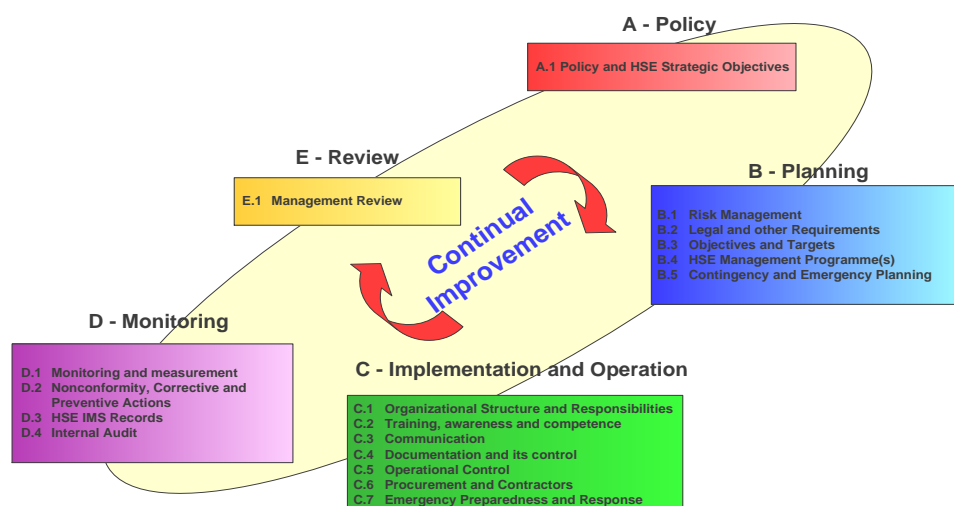 A - Policy
A.1 Policy and HSE Strategic Objectives
B - Planning
B.1 Risk Management
B.2 Legal and other Requirements
B.3 Objectives and Targets
B.4 HSE Management Programme(s)
B.5 Contingency and Emergency Planning
C - Implementation and Operation
C.1 Organizational Structure and Responsibilities
C.2 Training, awareness and competence
C.3 Communication
C.4 Documentation and its control
C.5 Operational Control
C.6 Procurement and Contractors
C.7 Emergency Preparedness and Response
D - Monitoring
D.1 Monitoring and measurement
D.2 Nonconformity, Corrective and
Preventive Actions
D.3 HSE IMS Records
D.4 Internal Audit
E - Review
E.1 Management Review
Continual
Improvement